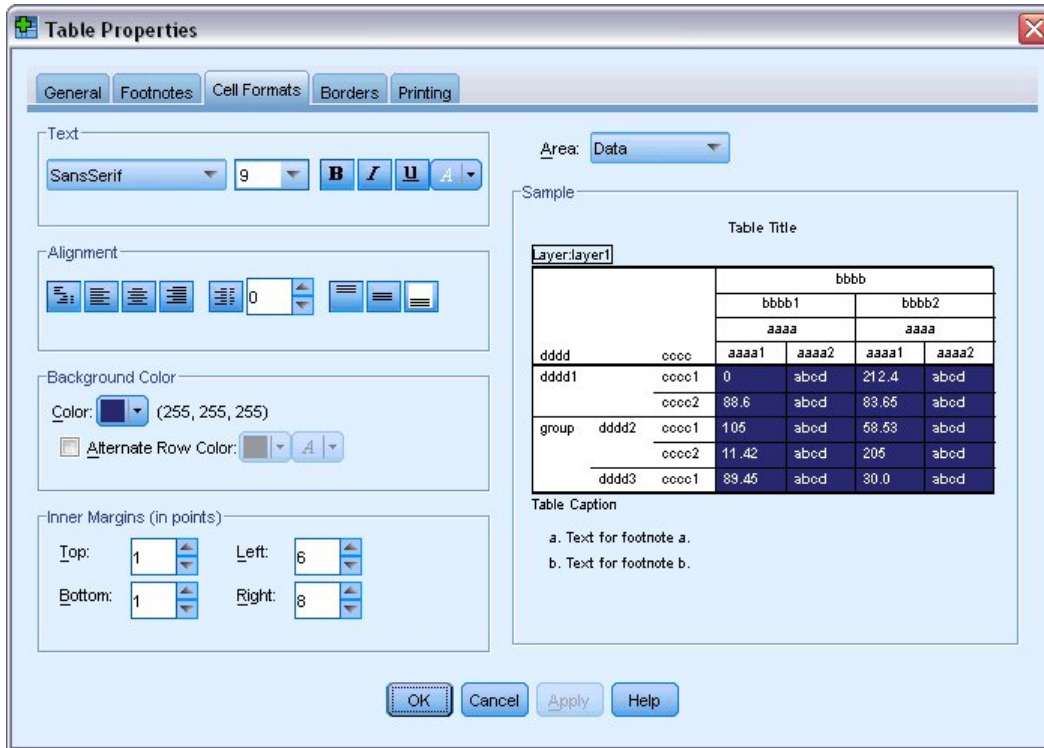 Table Properties
General Footnotes Cell Formats Borders Printing
Text
SansSerif 9 B I U A
Alignment
0
Background Color
Color: (255, 255, 255)
Alternate Row Color: A
Inner Margins (in points)
Top: 1 Left: 6
Bottom: 1 Right: 8
Area: Data
Sample
Table Title
Layer:layer1
bbbb
bbbb1 bbbb2
aaaa aaaa
dddd cccc aaaa1 aaaa2 aaaa1 aaaa2
dddd1 cccc1 0 abcd 212.4 abcd
cccc2 88.6 abcd 83.65 abcd
group dddd2 cccc1 105 abcd 58.53 abcd
cccc2 11.42 abcd 205 abcd
dddd3 cccc1 89.45 abcd 30.0 abcd
Table Caption
a. Text for footnote a.
b. Text for footnote b.
OK Cancel Apply Help